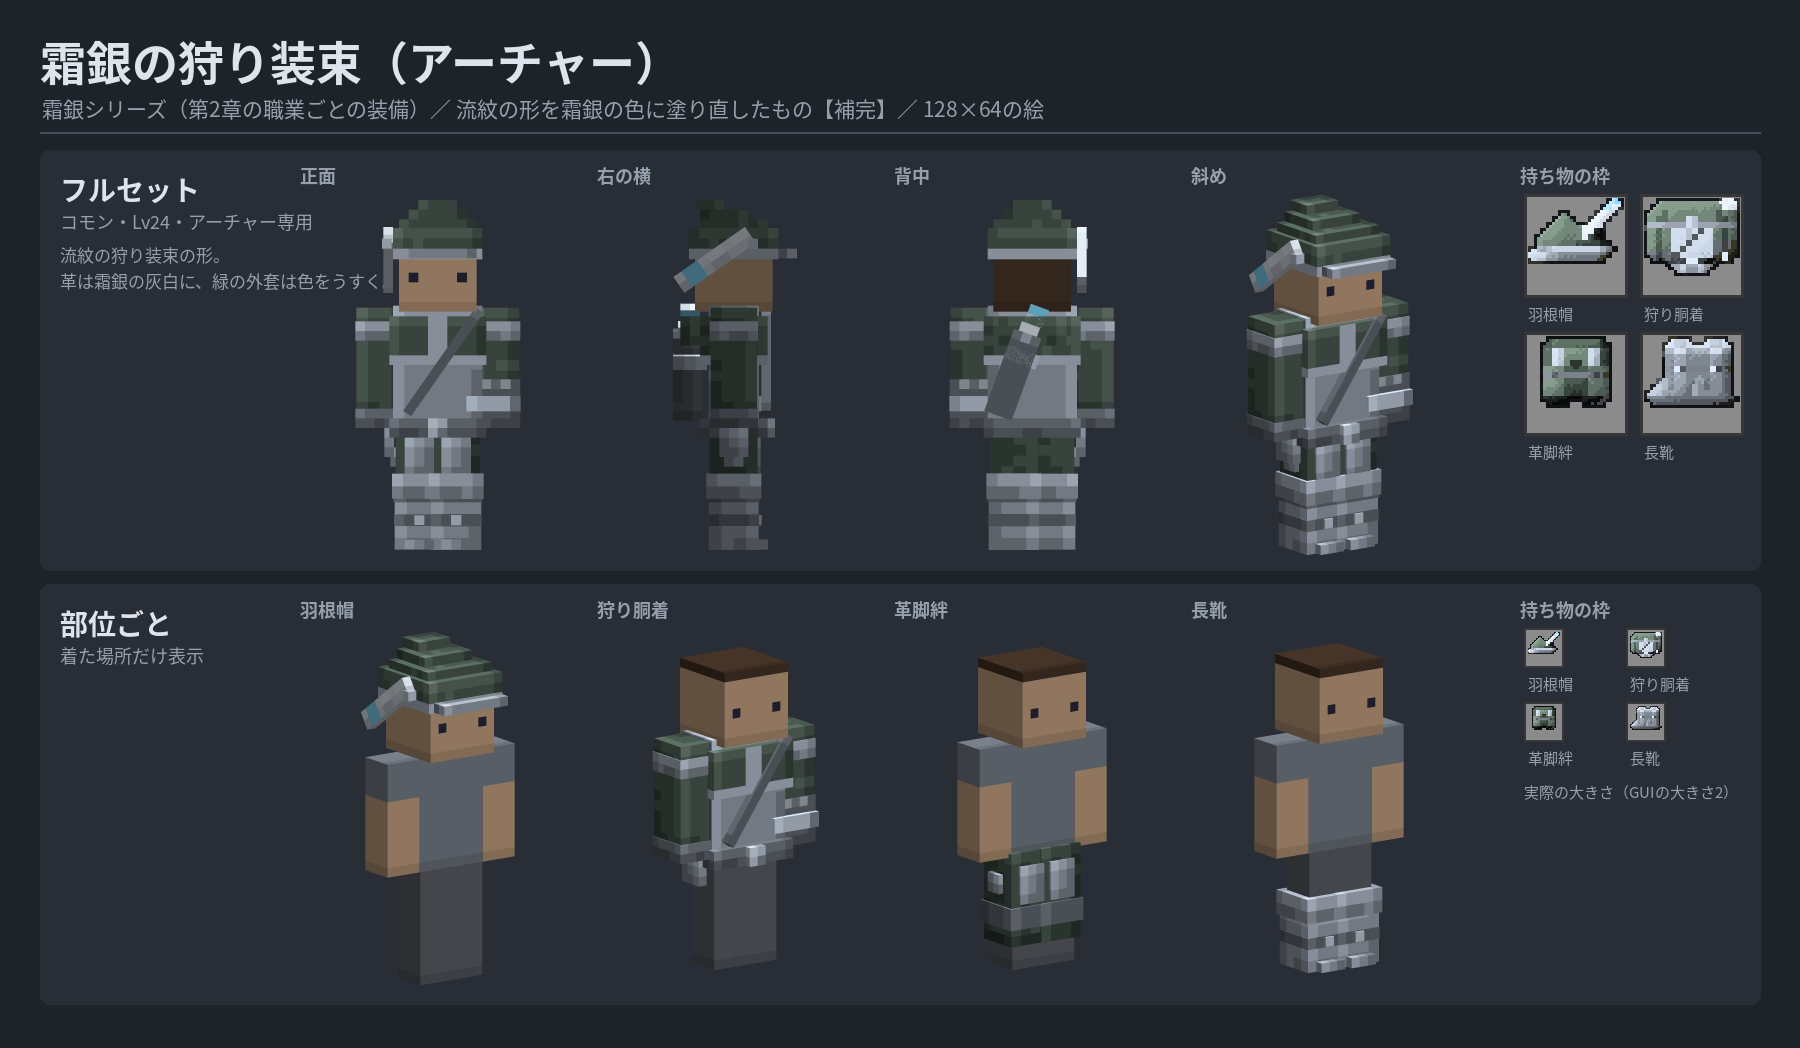 霜銀の狩り装束（アーチャー）
霜銀シリーズ（第2章の職業ごとの装備）／ 流紋の形を霜銀の色に塗り直したもの【補完】／ 128×64の絵
フルセット
コモン・Lv24・アーチャー専用
流紋の狩り装束の形。
革は霜銀の灰白に、緑の外套は色をうすく
正面
右の横
背中
斜め
持ち物の枠
羽根帽
狩り胴着
革脚絆
長靴
部位ごと
着た場所だけ表示
羽根帽
狩り胴着
革脚絆
長靴
持ち物の枠
羽根帽
狩り胴着
革脚絆
長靴
実際の大きさ（GUIの大きさ2）